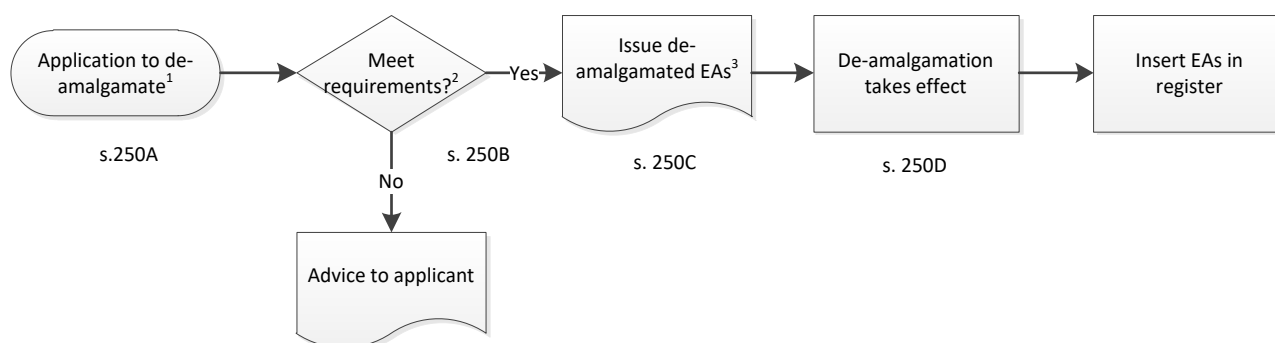 Application to de-
amalgamate1
s.250A
Meet
requirements?2
s. 250B
Yes
No
Advice to applicant
Issue de-
amalgamated EAs3
s. 250C
De-amalgamation
takes effect
s. 250D
Insert EAs in
register